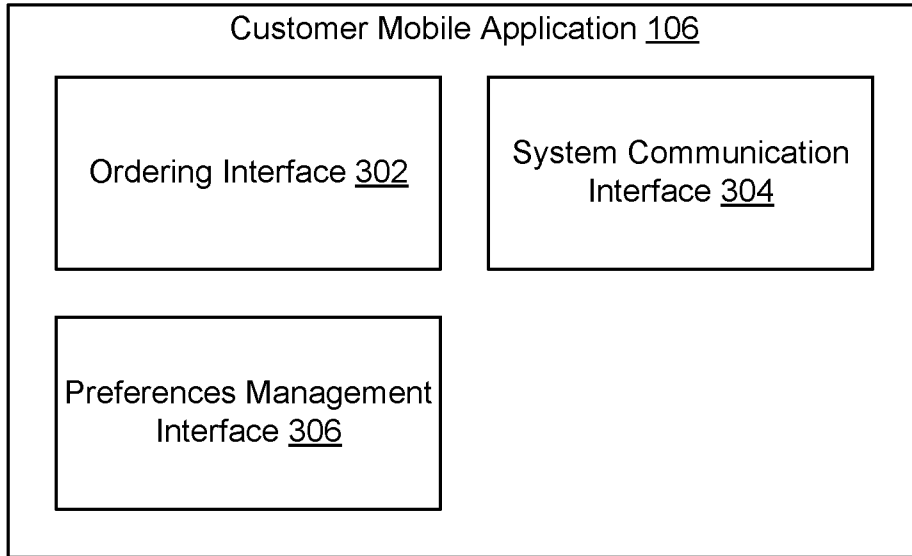 Customer Mobile Application 106
Ordering Interface 302
System Communication
Interface 304
Preferences Management
Interface 306